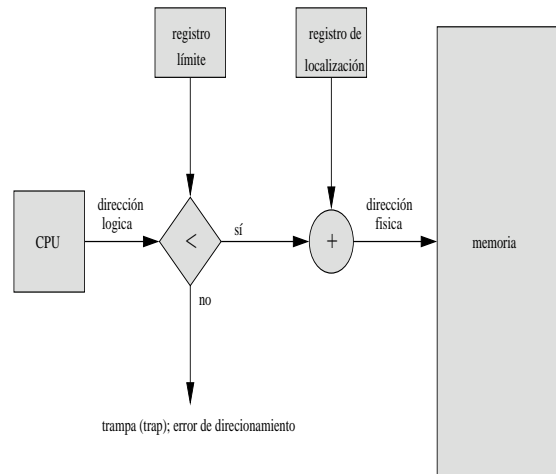 registro
límite
registro de
localización
dirección
logica
CPU
<
sí
+
dirección
fisica
memoria
no
trampa (trap); error de direcionamiento